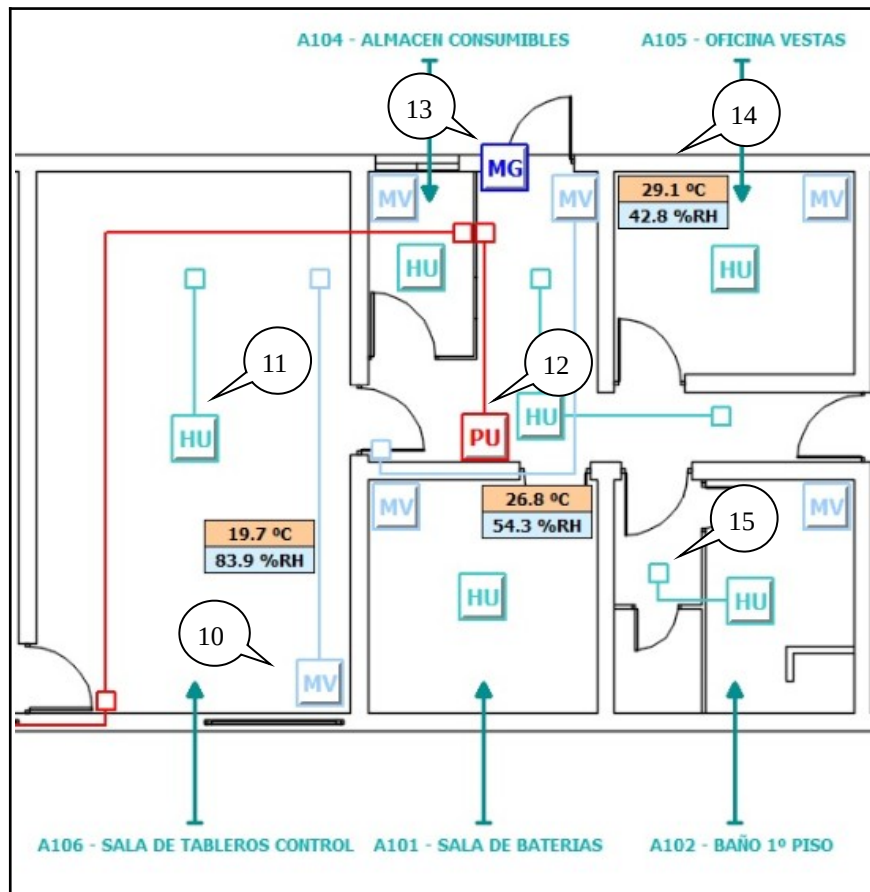 A104 - ALMACEN CONSUMIBLES
A105 - OFICINA VESTAS
13
14
MG
MV
MV
29.1 ºC
42.8 %RH
MV
HU
HU
11
12
HU
HU
PU
MV
26.8 ºC
54.3 %RH
MV
19.7 ºC
83.9 %RH
15
HU
HU
10
MV
A106 - SALA DE TABLEROS CONTROL
A101 - SALA DE BATERIAS
A102 - BAÑO 1º PISO